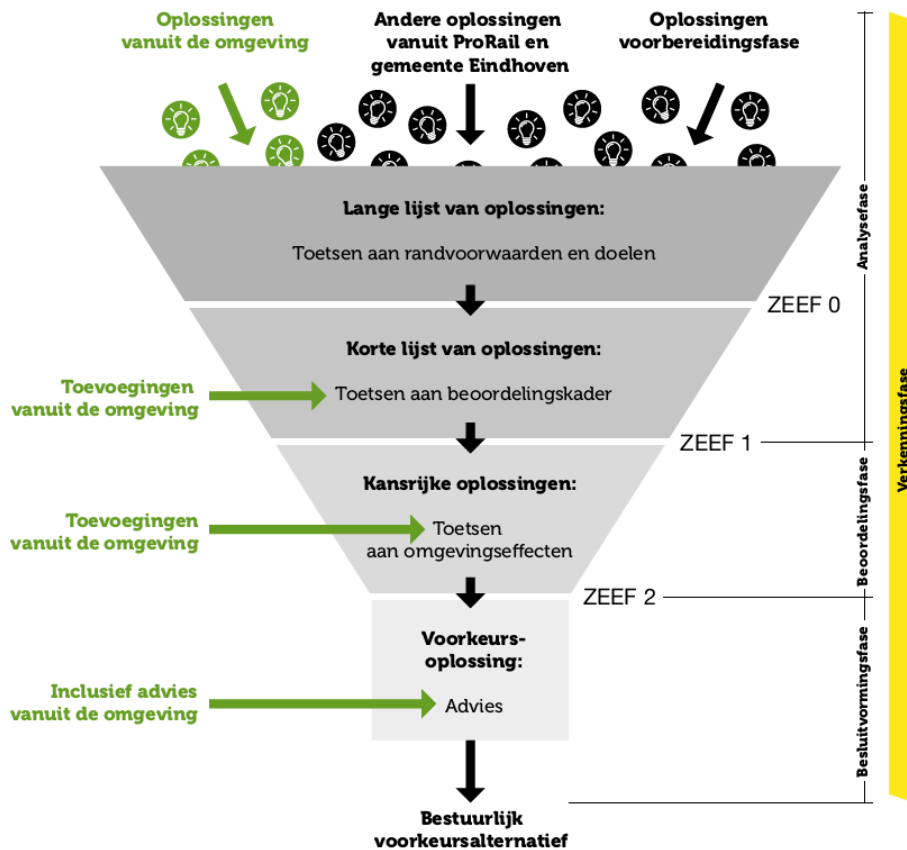 Oplossingen
vanuit de omgeving
Andere oplossingen
vanuit ProRail en
gemeente Eindhoven
Oplossingen
voorbereidingsfase
Lange lijst van oplossingen:
Toetsen aan randvoorwaarden en doelen
ZEEF 0
Korte lijst van oplossingen:
Toevoegingen
vanuit de omgeving
Toetsen aan beoordelingskader
ZEEF 1
Kansrijke oplossingen:
Toevoegingen
vanuit de omgeving
Toetsen
aan omgevingseffecten
ZEEF 2
Voorkeurs-
oplossing:
Inclusief advies
vanuit de omgeving
Advies
Bestuurlijk
voorkeursalternatief
Analysefase
Beoordelingsfase
Besluitvormingsfase
Verkenningsfase